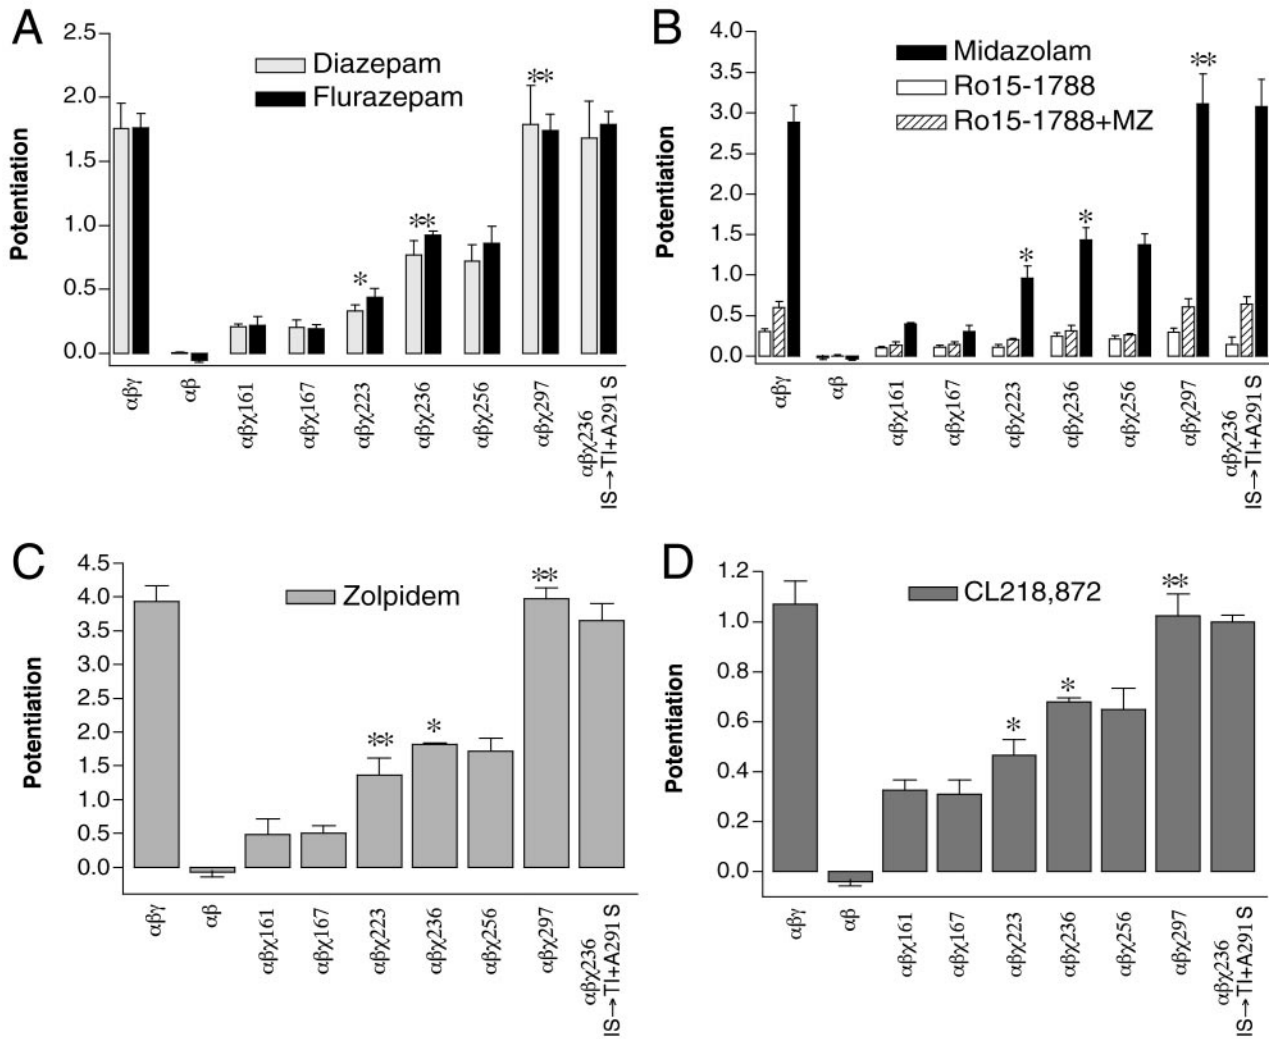 A
Potentiation
2.5
2.0
1.5
1.0
0.5
0.0
Diazepam
Flurazepam
*
**
**
αβγ
αβ
αβχ161
αβχ167
αβχ223
αβχ236
αβχ256
αβχ297
αβχ236
IS→TI+A291 S
B
Potentiation
4.0
3.5
3.0
2.5
2.0
1.5
1.0
0.5
0.0
Midazolam
Ro15-1788
Ro15-1788+MZ
*
*
**
αβγ
αβ
αβχ161
αβχ167
αβχ223
αβχ236
αβχ256
αβχ297
αβχ236
IS→TI+A291 S
C
Potentiation
4.5
4.0
3.5
3.0
2.5
2.0
1.5
1.0
0.5
0.0
Zolpidem
**
*
**
αβγ
αβ
αβχ161
αβχ167
αβχ223
αβχ236
αβχ256
αβχ297
αβχ236
IS→TI+A291 S
D
Potentiation
1.2
1.0
0.8
0.6
0.4
0.2
0.0
CL218,872
*
*
**
αβγ
αβ
αβχ161
αβχ167
αβχ223
αβχ236
αβχ256
αβχ297
αβχ236
IS→TI+A291 S